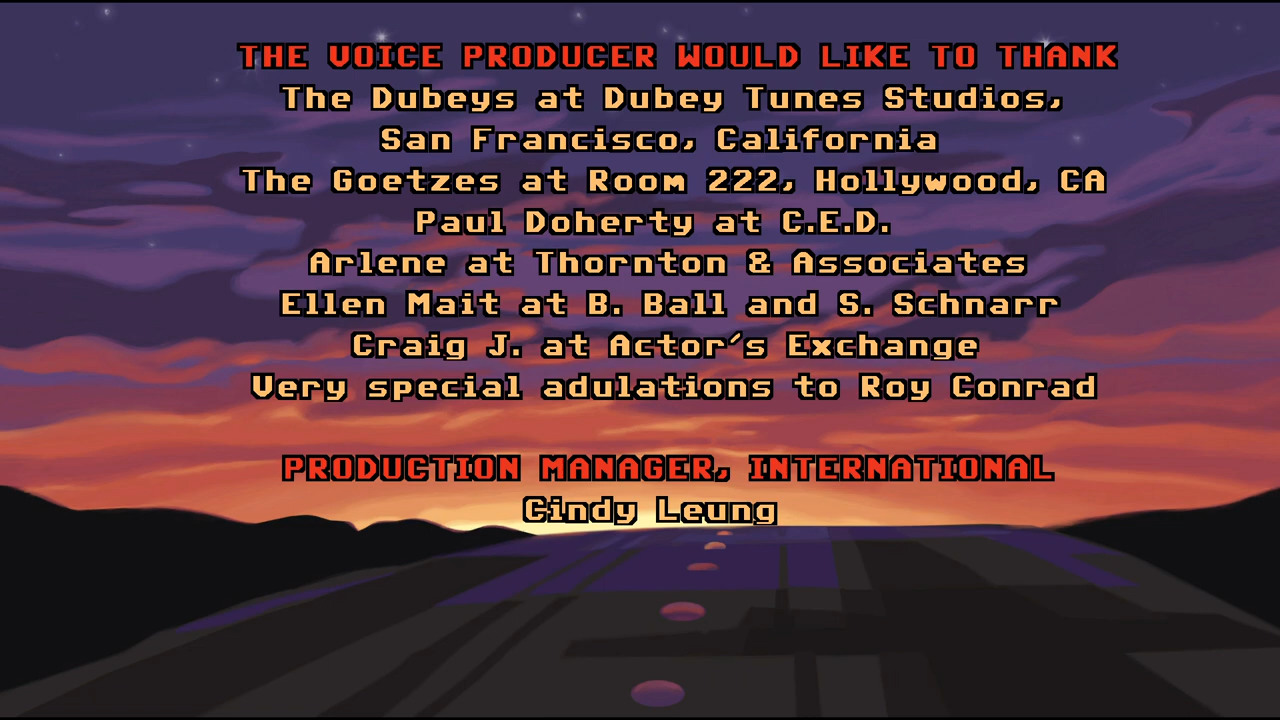 THE VOICE PRODUCER WOULD LIKE TO THANK
The Dubeys at Dubey Tunes Studios,
San Francisco, California
The Goetzes at Room 222, Hollywood, CA
Paul Doherty at C.E.D.
Arlene at Thornton & Associates
Ellen Mait at B. Ball and S. Schnarr
Craig J. at Actor's Exchange
Very special adulations to Roy Conrad
PRODUCTION MANAGER, INTERNATIONAL
Cindy Leung